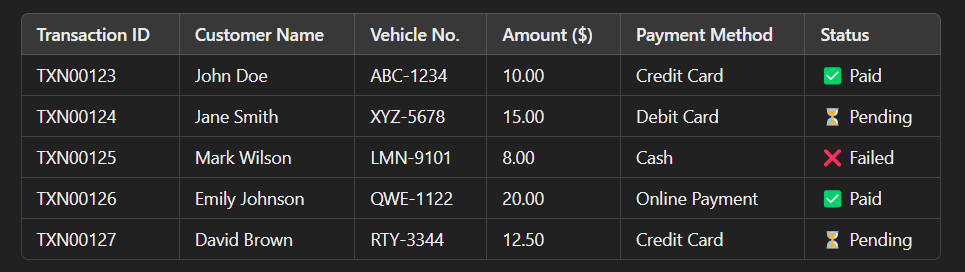 Transaction ID Customer Name Vehicle No. Amount ($) Payment Method Status
TXN00123 John Doe ABC-1234 10.00 Credit Card ✅ Paid
TXN00124 Jane Smith XYZ-5678 15.00 Debit Card ⏳ Pending
TXN00125 Mark Wilson LMN-9101 8.00 Cash ❌ Failed
TXN00126 Emily Johnson QWE-1122 20.00 Online Payment ✅ Paid
TXN00127 David Brown RTY-3344 12.50 Credit Card ⏳ Pending